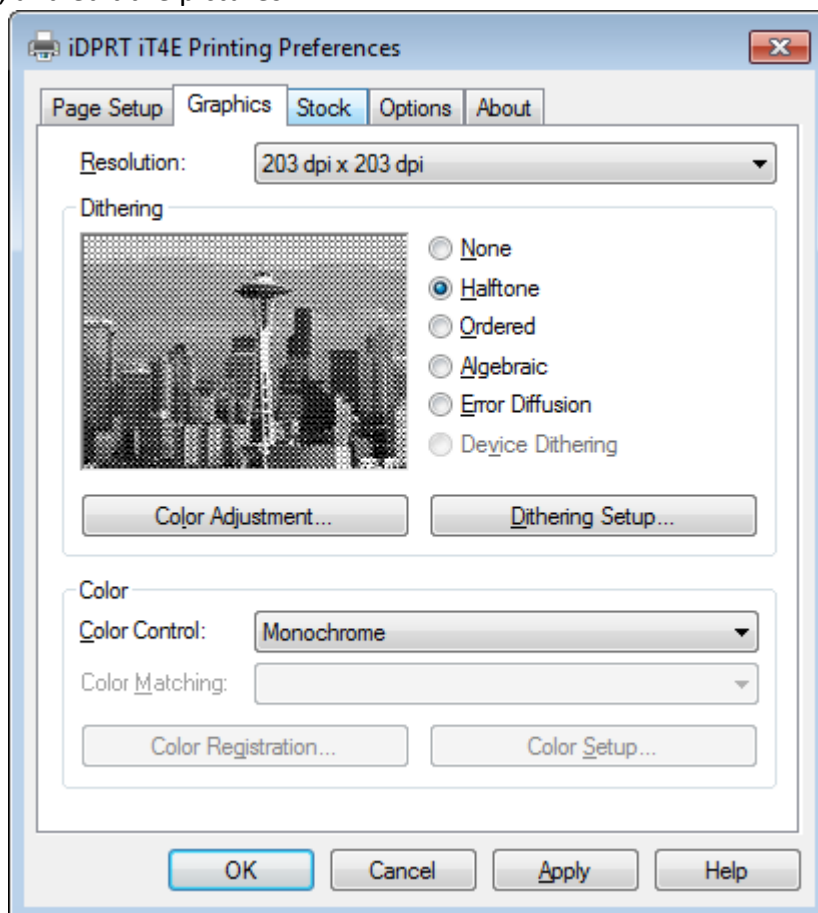 iDPRT iT4E Printing Preferences
Page Setup Graphics Stock Options About
Resolution: 203 dpi x 203 dpi
Dithering
None
Halftone
Ordered
Algebraic
Error Diffusion
Device Dithering
Color Adjustment... Dithering Setup...
Color
Color Control: Monochrome
Color Matching:
Color Registration... Color Setup...
OK Cancel Apply Help